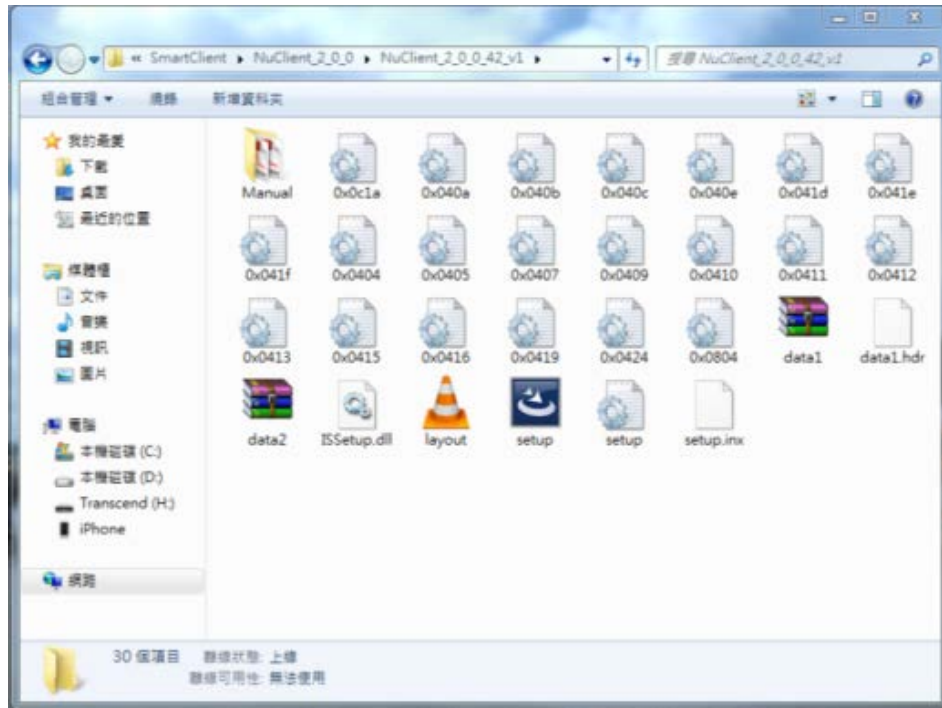 « SmartClient ▸ NuClient_2_0_0 ▸ NuClient_2_0_0_42_v1 ▸
搜尋 NuClient_2_0_0_42_v1
組合管理 燒錄 新增資料夾
我的最愛
下載
桌面
最近的位置
媒體櫃
文件
音樂
視訊
圖片
電腦
本機磁碟 (C:)
本機磁碟 (D:)
Transcend (H:)
iPhone
網路
Manual 0x0c1a 0x040a 0x040b 0x040c 0x040e 0x041d 0x041e
0x041f 0x0404 0x0405 0x0407 0x0409 0x0410 0x0411 0x0412
0x0413 0x0415 0x0416 0x0419 0x0424 0x0804 data1 data1.hdr
data2 ISSetup.dll layout setup setup setup.inx
30 個項目 離線狀態: 上線
離線可用性: 無法使用